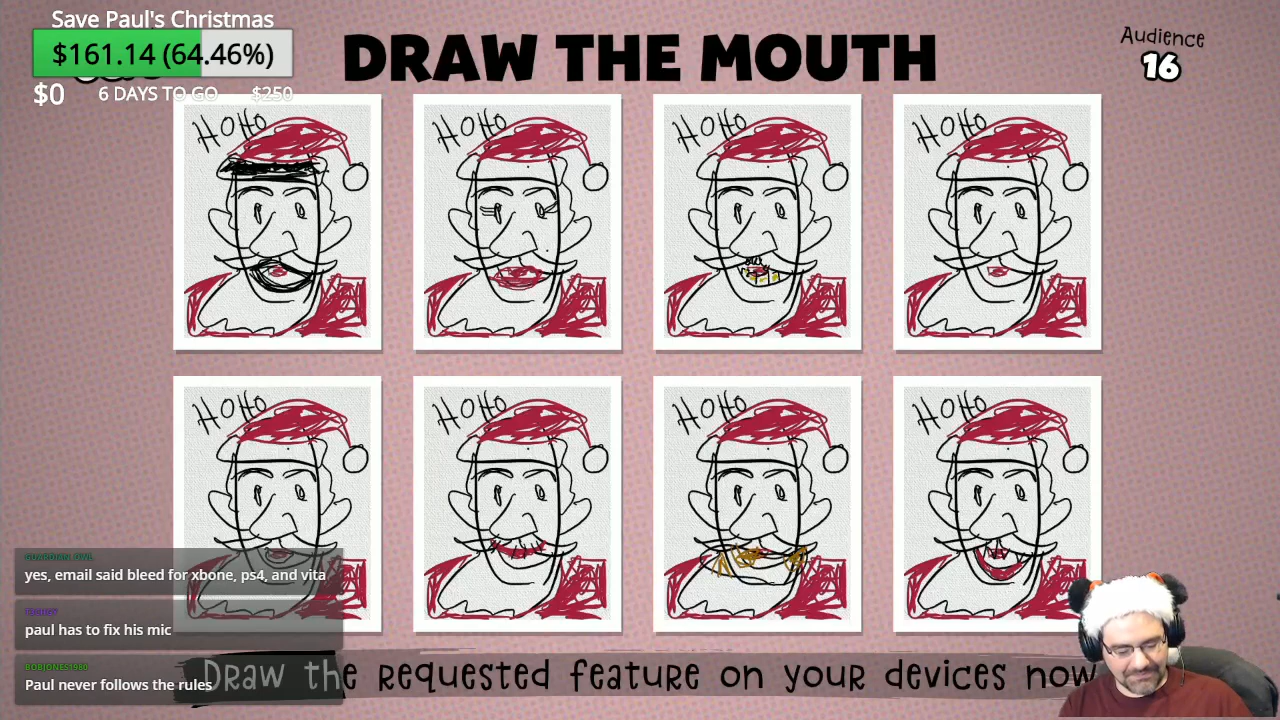 Save Paul's Christmas
$161.14 (64.46%)
$0 6 DAYS TO GO $250
DRAW THE MOUTH
Audience
16
HOHO
HOHO
HOHO
HOHO
HOHO
HOHO
HOHO
HOHO
GUARDIAN_OWL
yes, email said bleed for xbone, ps4, and vita
paul has to fix his mic
BOBJONES1980
Paul never follows the rules
Draw the requested feature on your devices now